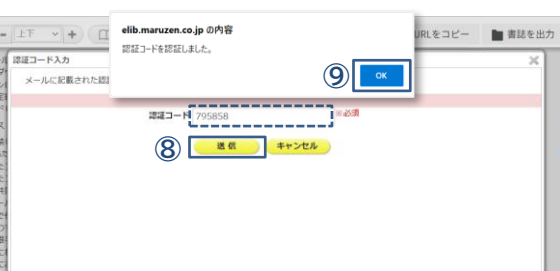 上下
elib.maruzen.co.jp の内容
認証コードを認証しました。
⑨
OK
URLをコピー
書誌を出力
認証コード入力
メールに記載された認
認証コード
795858
※必須
⑧
送信
キャンセル